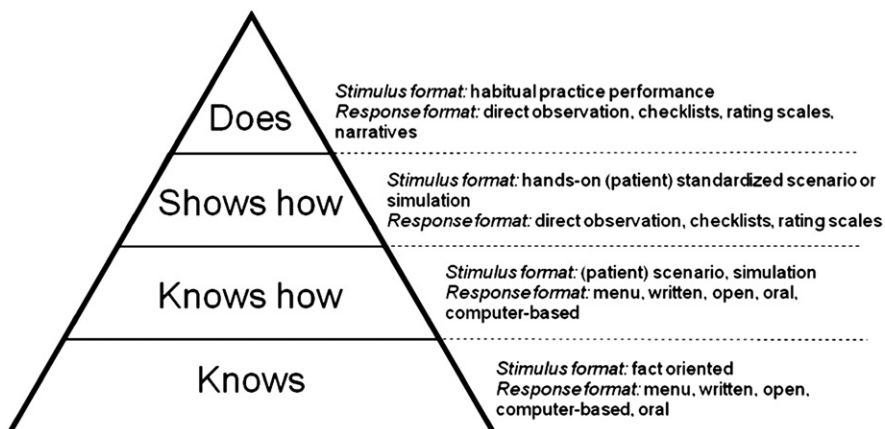 Does
Stimulus format: habitual practice performance
Response format: direct observation, checklists, rating scales,
narratives
Shows how
Stimulus format: hands-on (patient) standardized scenario or
simulation
Response format: direct observation, checklists, rating scales
Knows how
Stimulus format: (patient) scenario, simulation
Response format: menu, written, open, oral,
computer-based
Knows
Stimulus format: fact oriented
Response format: menu, written, open,
computer-based, oral